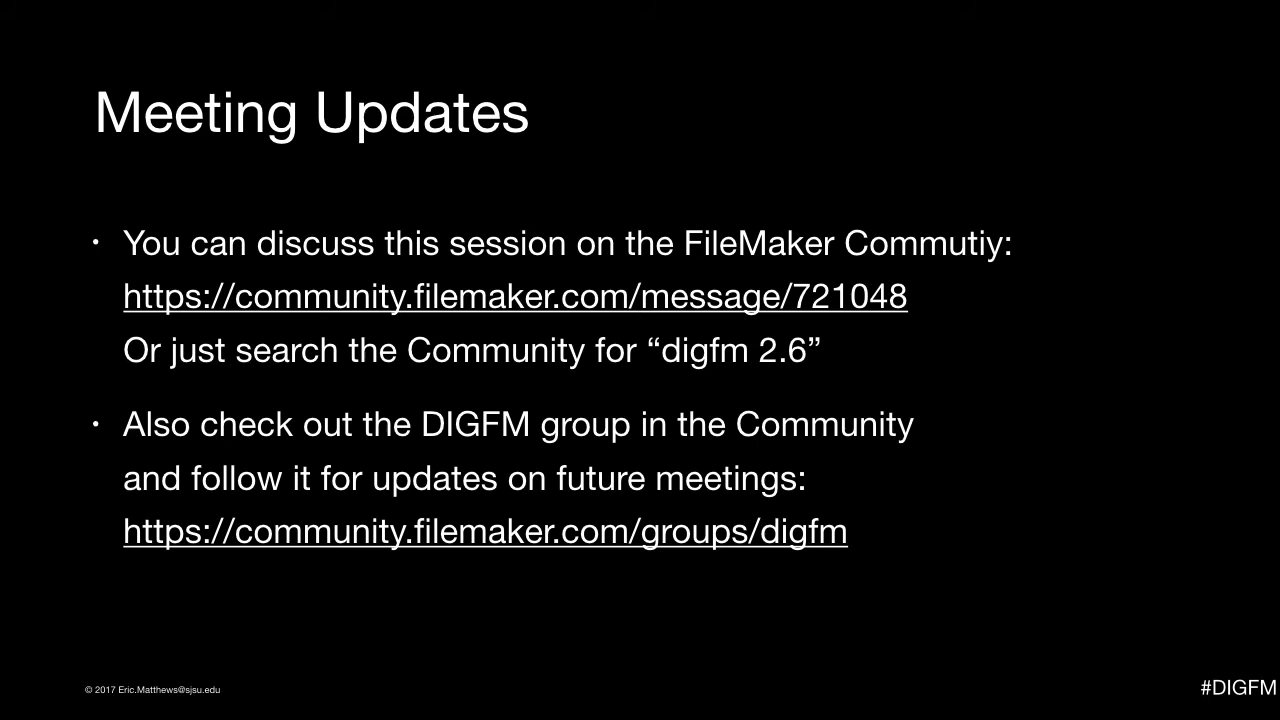 Meeting Updates
• You can discuss this session on the FileMaker Commutiy:
https://community.filemaker.com/message/721048
Or just search the Community for “digfm 2.6”
• Also check out the DIGFM group in the Community
and follow it for updates on future meetings:
https://community.filemaker.com/groups/digfm
© 2017 Eric.Matthews@sjsu.edu
#DIGFM